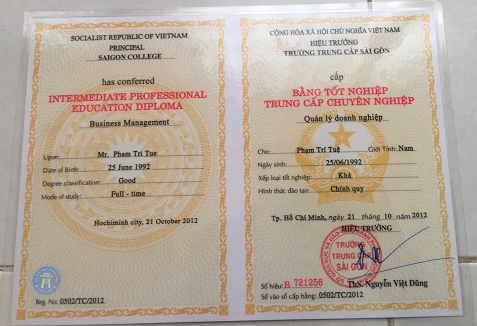 SOCIALIST REPUBLIC OF VIETNAM
PRINCIPAL
SAIGON COLLEGE
has conferred
INTERMEDIATE PROFESSIONAL
EDUCATION DIPLOMA
Business Management
Upon: Mr. Pham Tri Tue
Date of Birth: 25 June 1992
Degree classification: Good
Mode of study: Full - time
Hochiminh city, 21 October 2012
Reg. No: 0502/TC/2012
CỘNG HÒA XÃ HỘI CHỦ NGHĨA VIỆT NAM
HIỆU TRƯỞNG
TRƯỜNG TRUNG CẤP SÀI GÒN
cấp
BẰNG TỐT NGHIỆP
TRUNG CẤP CHUYÊN NGHIỆP
Quản lý doanh nghiệp
Cho: Phạm Trí Tuệ Giới Tính: Nam
Ngày sinh: 25/06/1992
Xếp loại tốt nghiệp: Khá
Hình thức đào tạo: Chính quy
Tp. Hồ Chí Minh, ngày 21 tháng 10 năm 2012
HIỆU TRƯỞNG
TRƯỜNG
TRUNG CẤP
SÀI GÒN
Số hiệu: B 721256 ThS. Nguyễn Việt Dũng
Số vào sổ cấp bằng: 0502/TC/2012